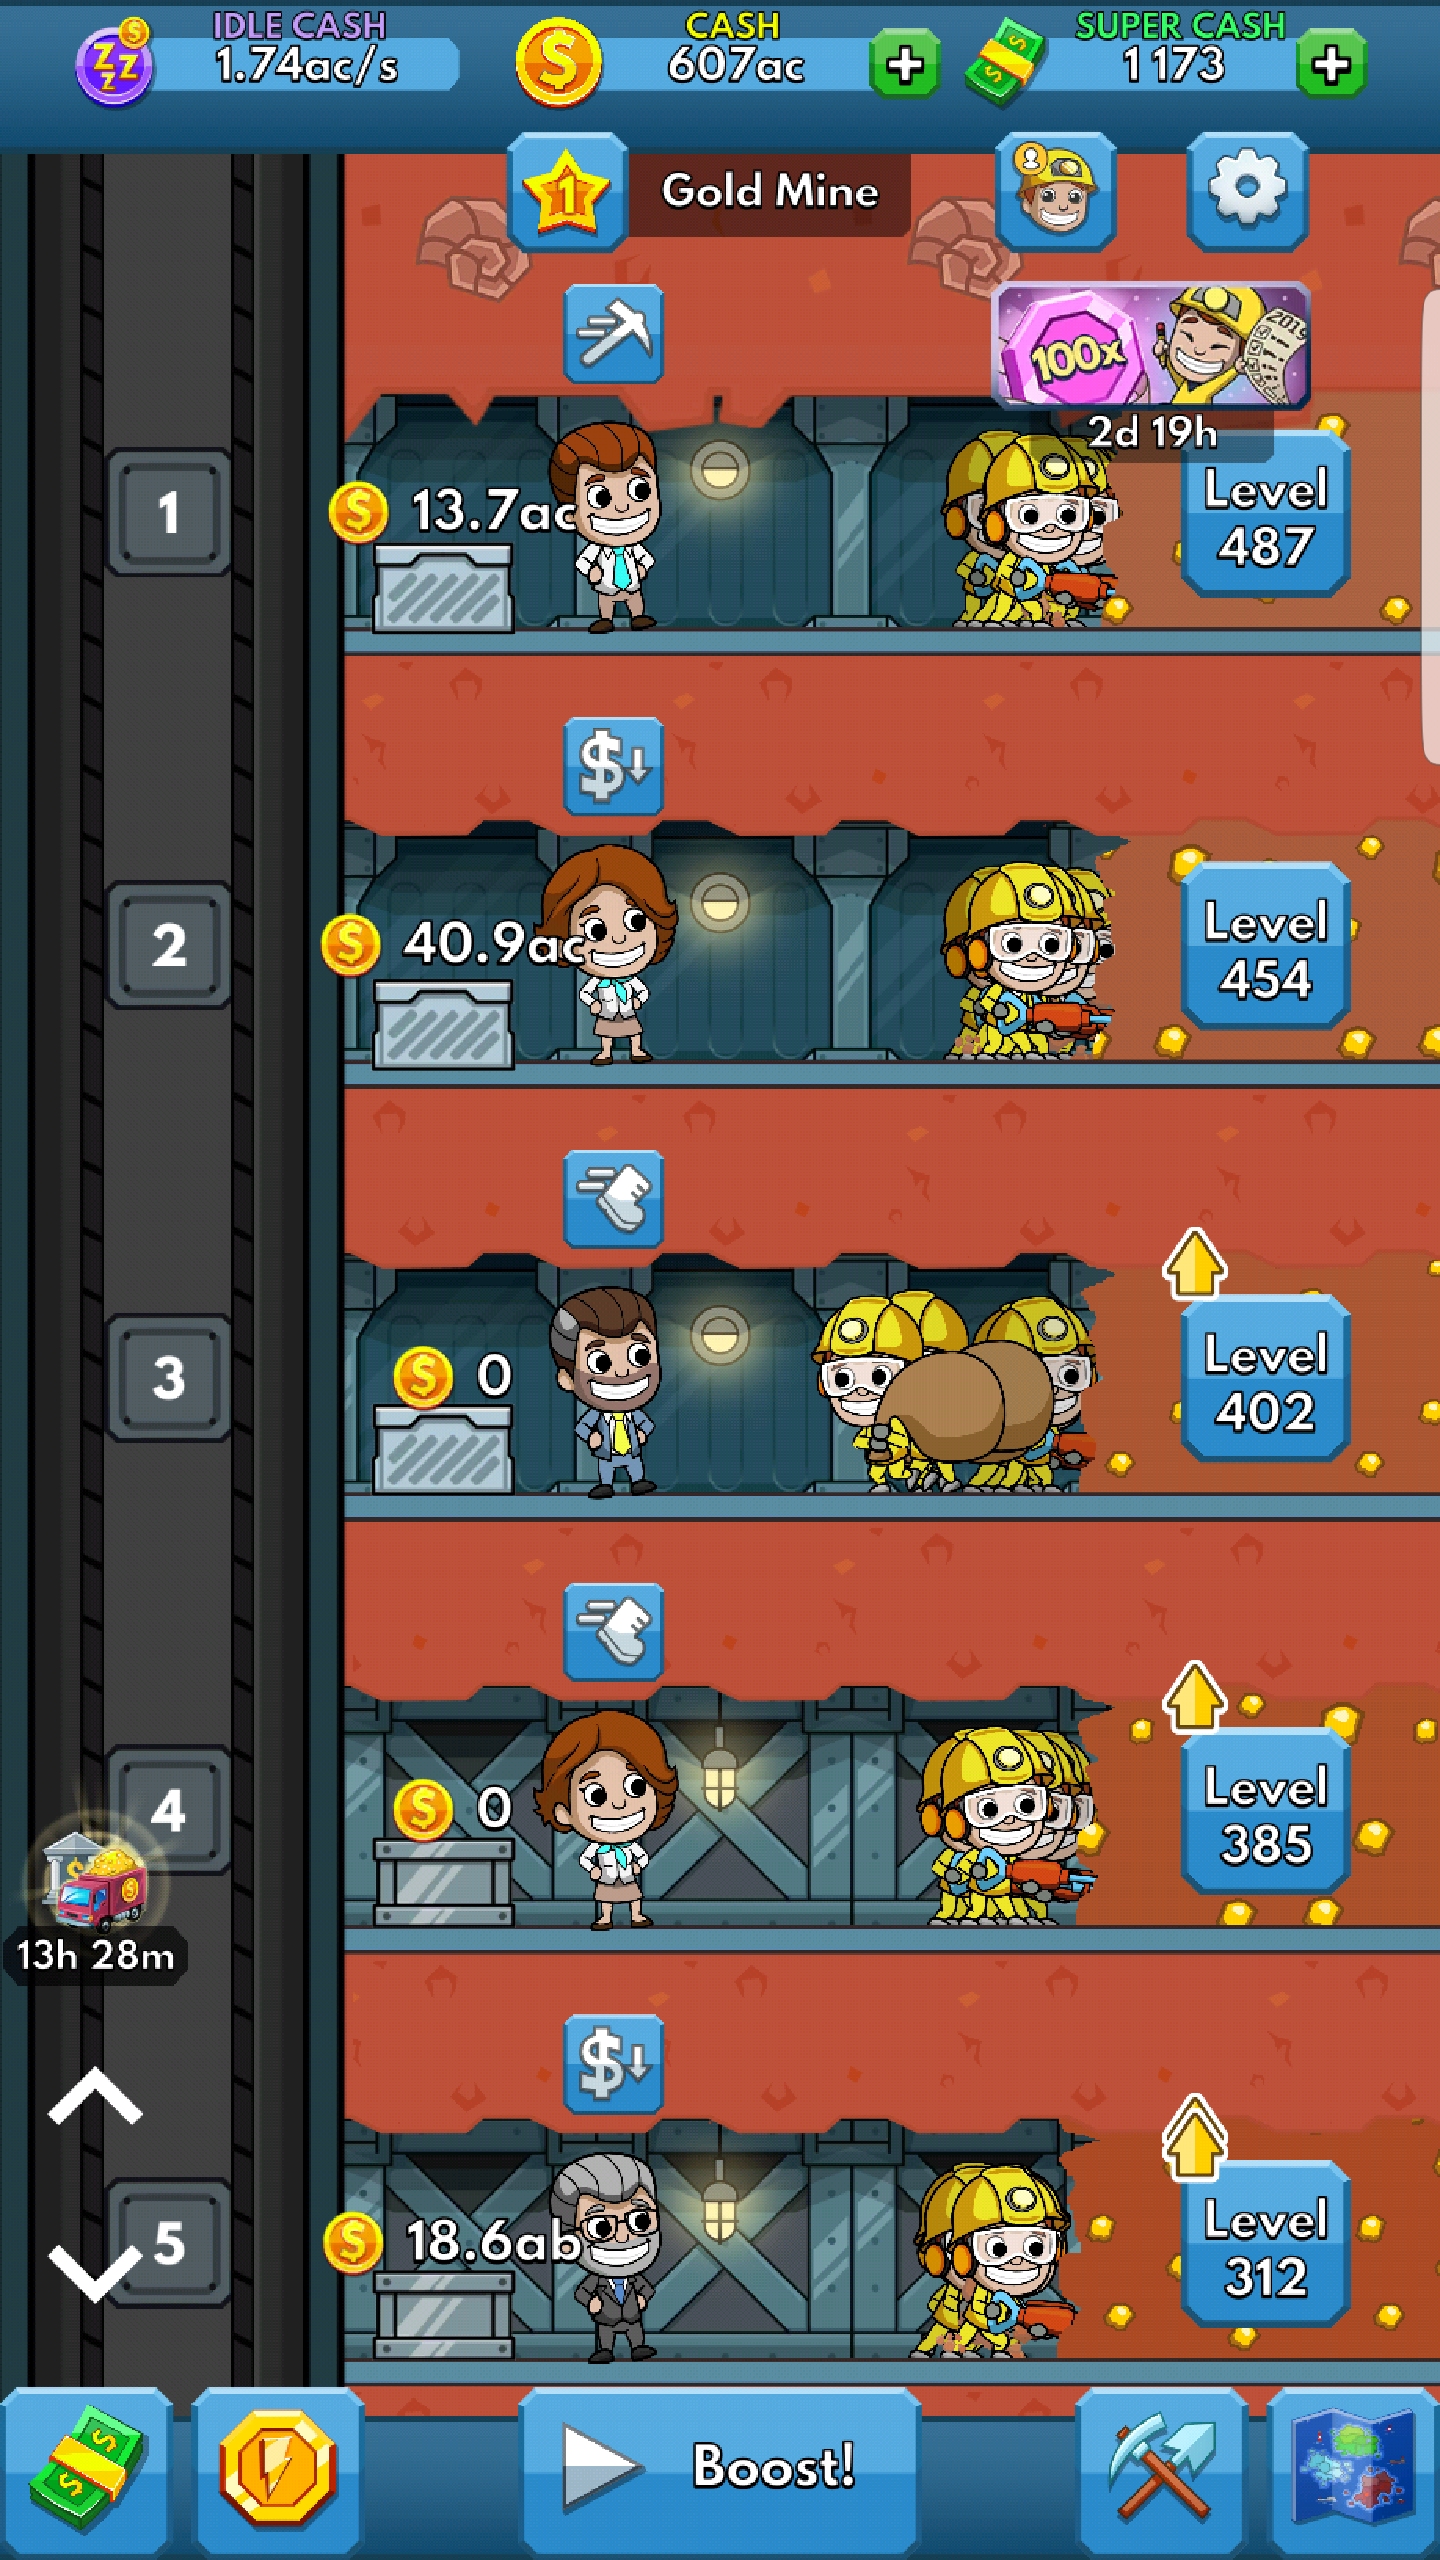 IDLE CASH
1.74ac/s
CASH
607ac
SUPER CASH
1173
1
Gold Mine
100x
2019
2d 19h
1
13.7ac
Level
487
2
40.9ac
Level
454
3
0
Level
402
4
0
Level
385
13h 28m
5
18.6ab
Level
312
Boost!